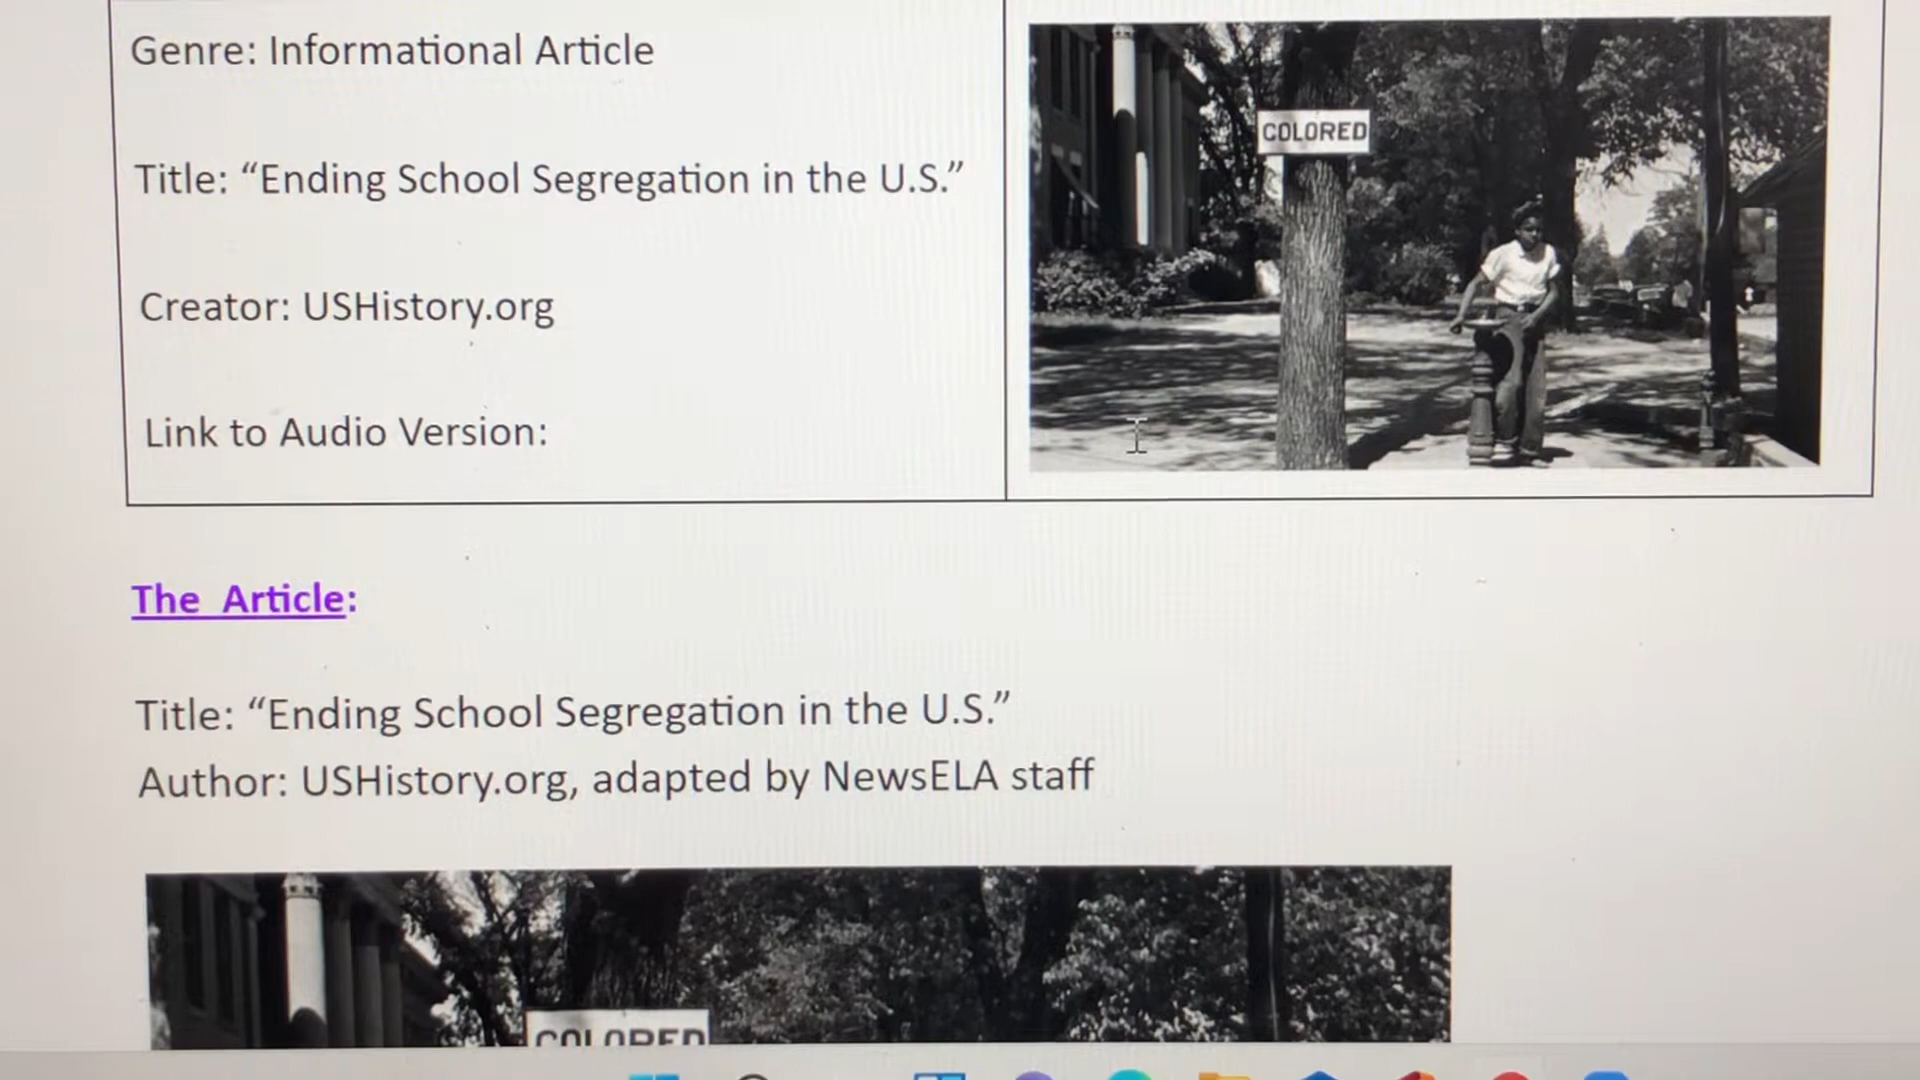 Genre: Informational Article
Title: “Ending School Segregation in the U.S.”
Creator: USHistory.org
Link to Audio Version:
COLORED
The Article:
Title: “Ending School Segregation in the U.S.”
Author: USHistory.org, adapted by NewsELA staff
COLORED